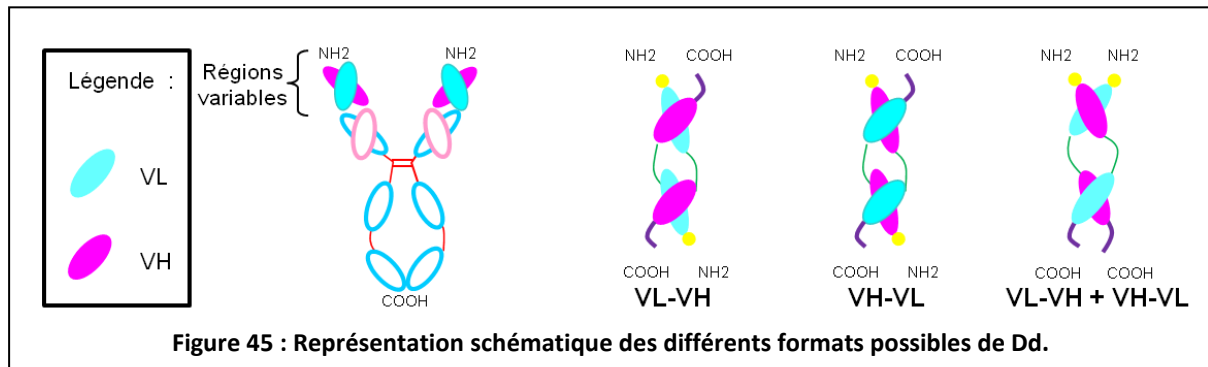 Légende :
VL
VH
Régions
variables
NH2 NH2
COOH
NH2 COOH
COOH NH2
VL-VH
NH2 COOH
COOH NH2
VH-VL
NH2 NH2
COOH COOH
VL-VH + VH-VL
Figure 45 : Représentation schématique des différents formats possibles de Dd.